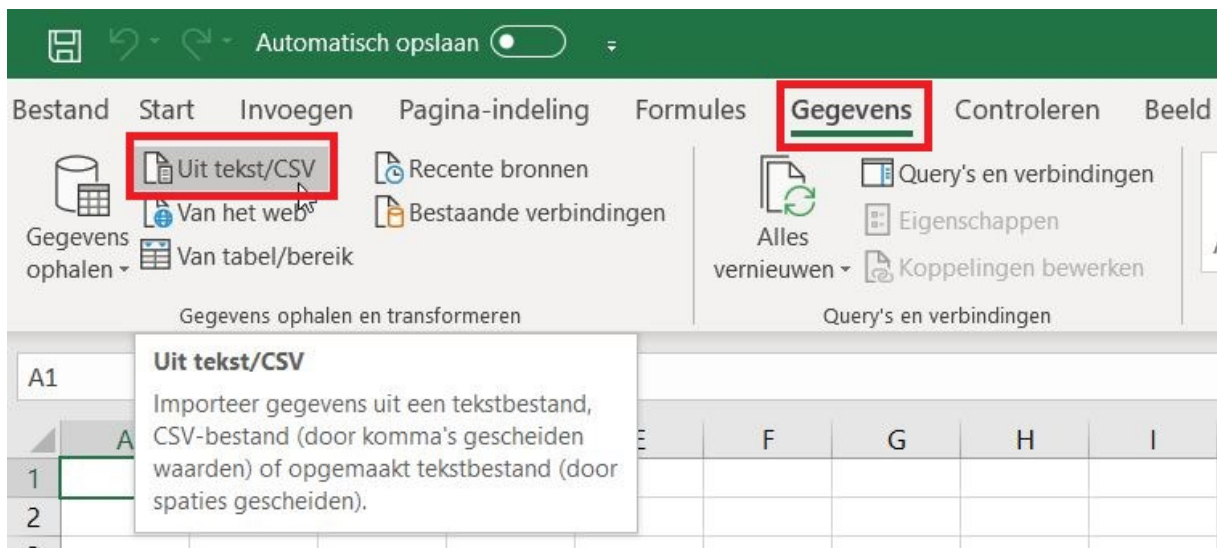 Automatisch opslaan
Bestand Start Invoegen Pagina-indeling Formules Gegevens Controleren Beeld
Uit tekst/CSV Recente bronnen Query's en verbindingen
Van het web Bestaande verbindingen Eigenschappen
Van tabel/bereik Koppelingen bewerken
Gegevens ophalen
Alles vernieuwen
Gegevens ophalen en transformeren Query's en verbindingen
Uit tekst/CSV
Importeer gegevens uit een tekstbestand,
CSV-bestand (door komma's gescheiden
waarden) of opgemaakt tekstbestand (door
spaties gescheiden).
A1
A E F G H I
1
2